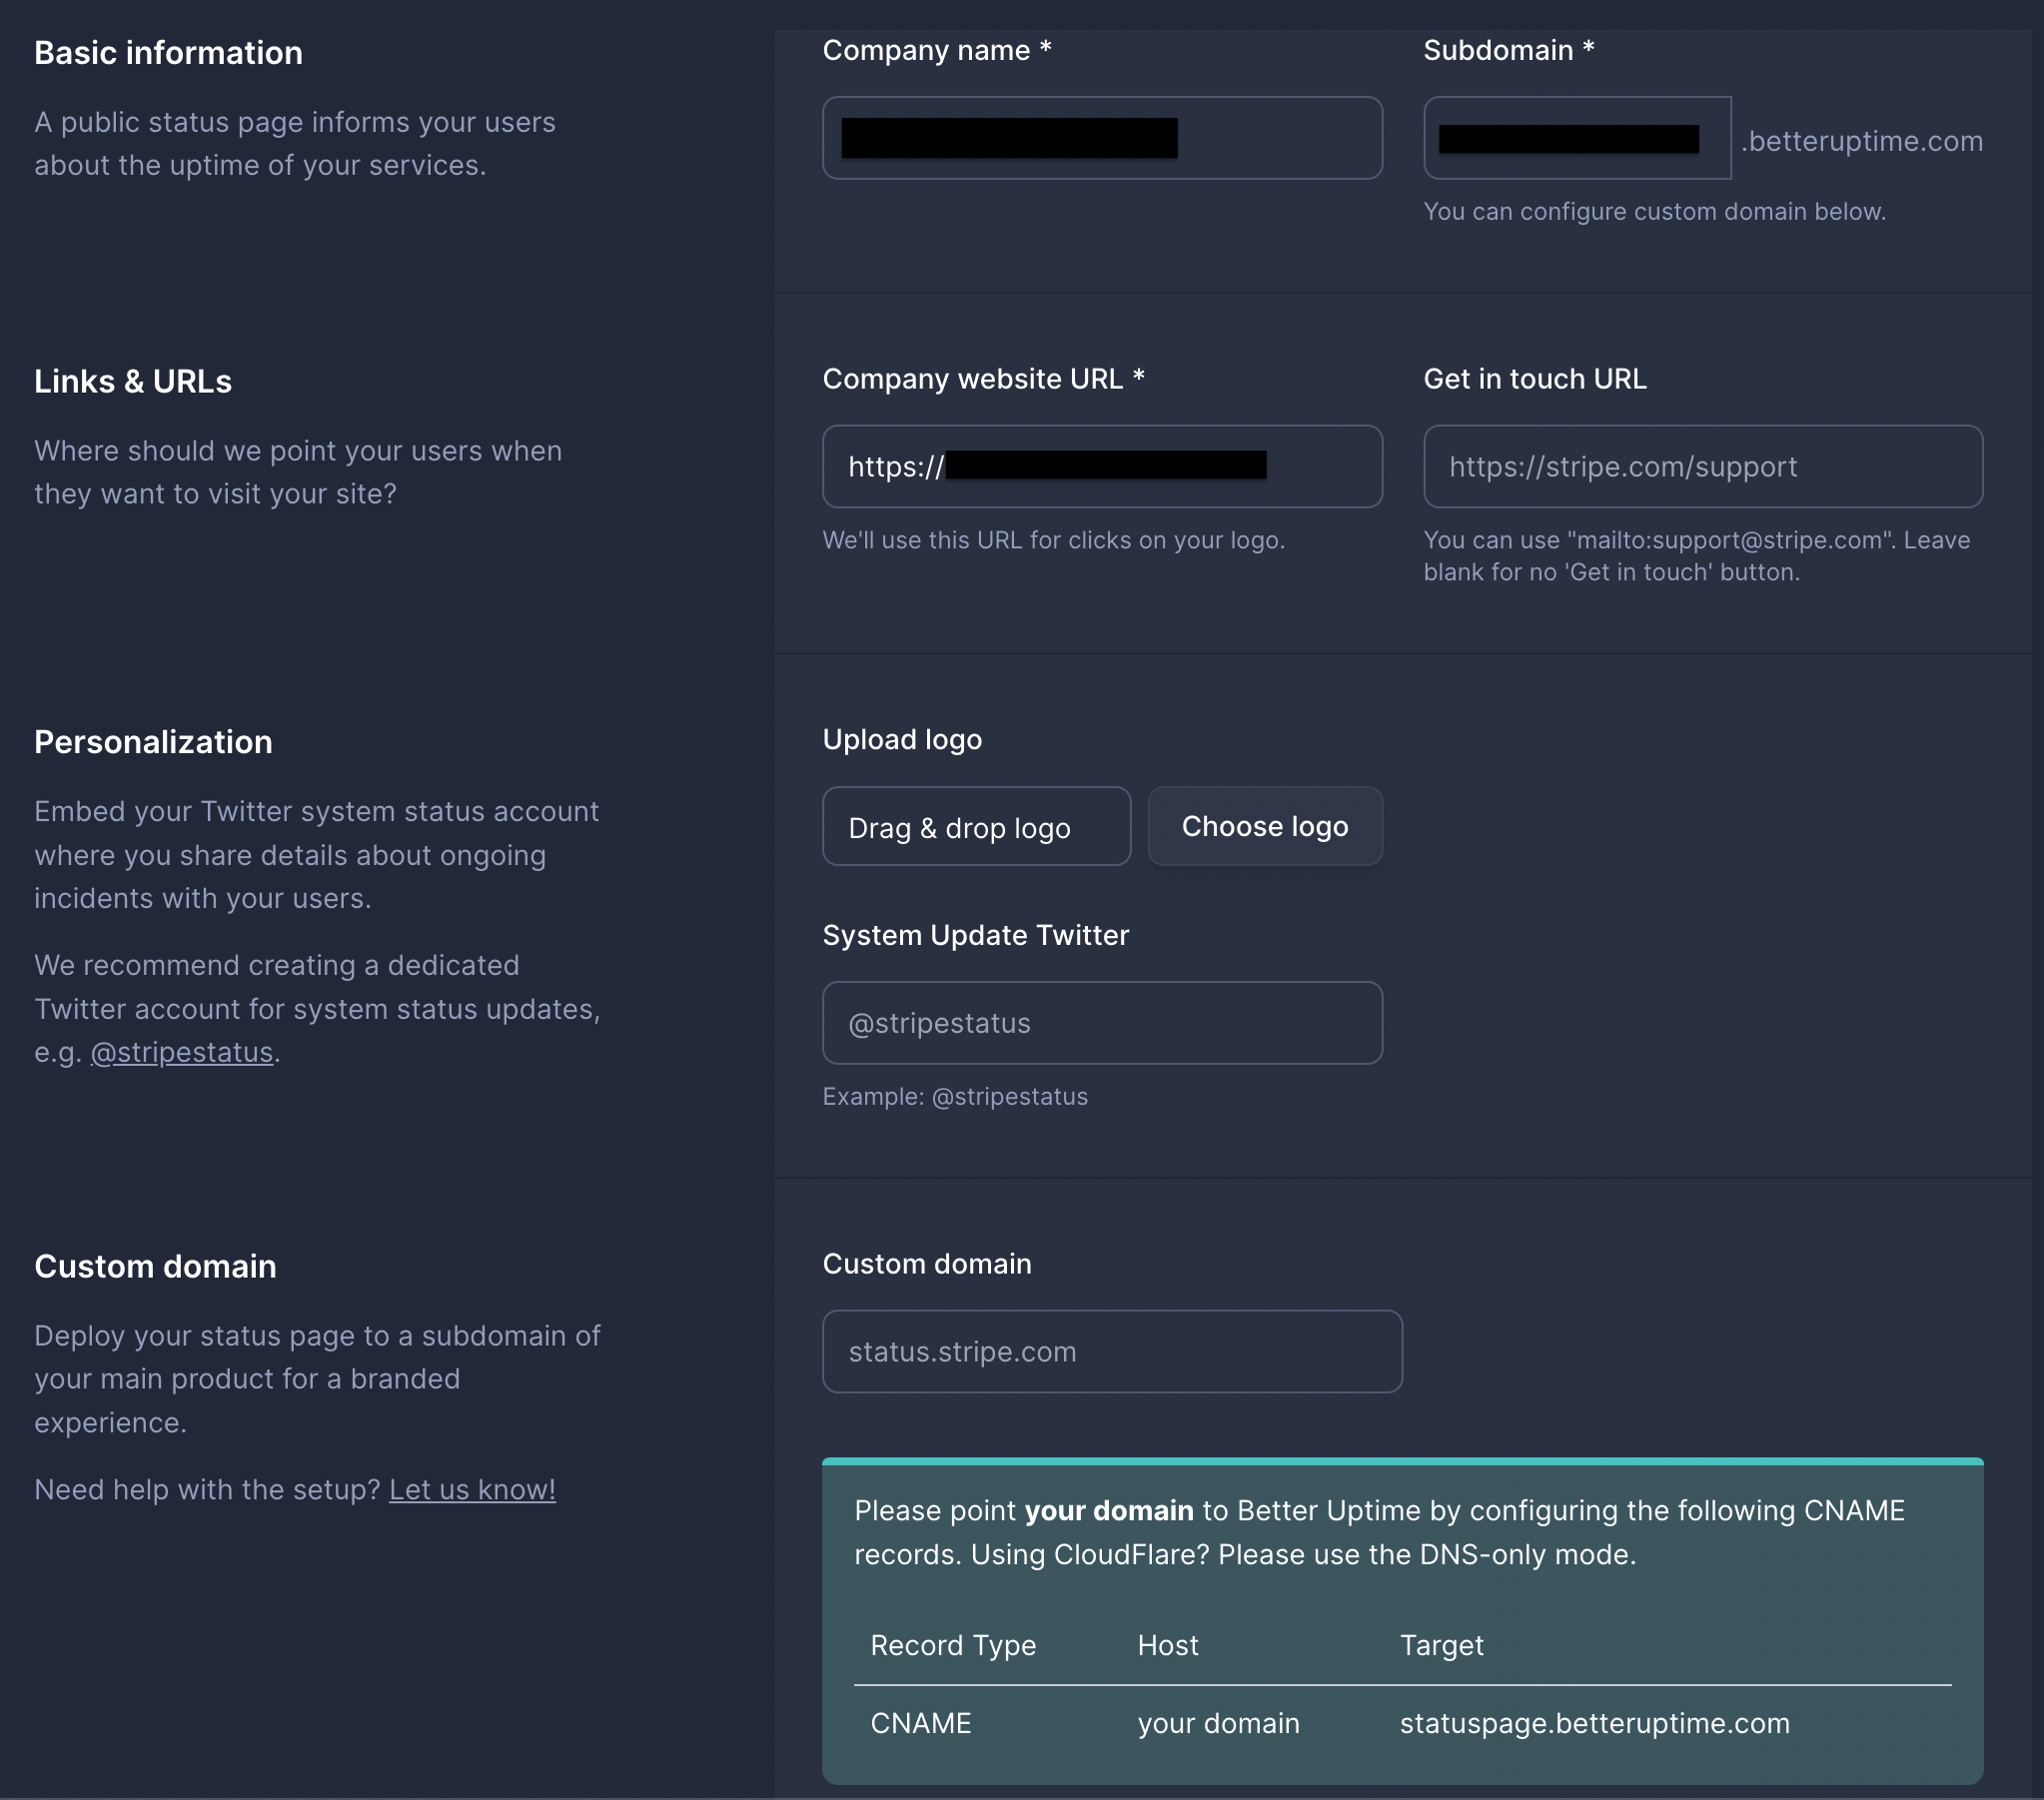 Basic information
A public status page informs your users
about the uptime of your services.
Company name *
Subdomain *
.betteruptime.com
You can configure custom domain below.
Links & URLs
Where should we point your users when
they want to visit your site?
Company website URL *
https://
We'll use this URL for clicks on your logo.
Get in touch URL
https://stripe.com/support
You can use "mailto:support@stripe.com". Leave
blank for no 'Get in touch' button.
Personalization
Embed your Twitter system status account
where you share details about ongoing
incidents with your users.
We recommend creating a dedicated
Twitter account for system status updates,
e.g. @stripestatus.
Upload logo
Drag & drop logo
Choose logo
System Update Twitter
@stripestatus
Example: @stripestatus
Custom domain
Deploy your status page to a subdomain of
your main product for a branded
experience.
Need help with the setup? Let us know!
Custom domain
status.stripe.com
Please point your domain to Better Uptime by configuring the following CNAME
records. Using CloudFlare? Please use the DNS-only mode.
Record Type Host Target
CNAME your domain statuspage.betteruptime.com